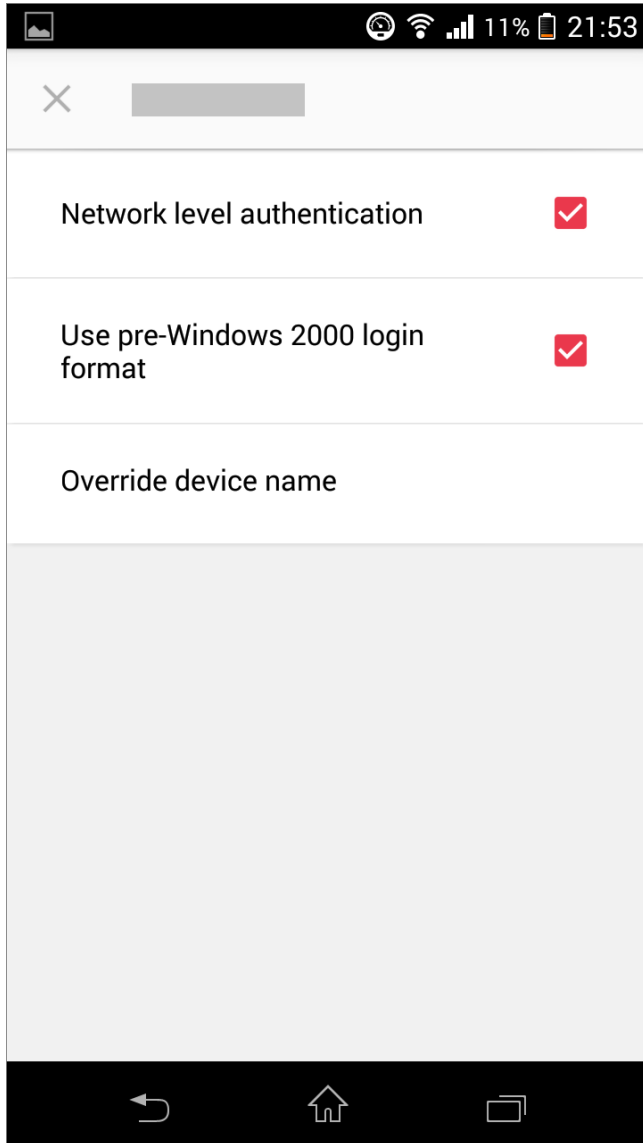 11% 21:53
Network level authentication
Use pre-Windows 2000 login
format
Override device name